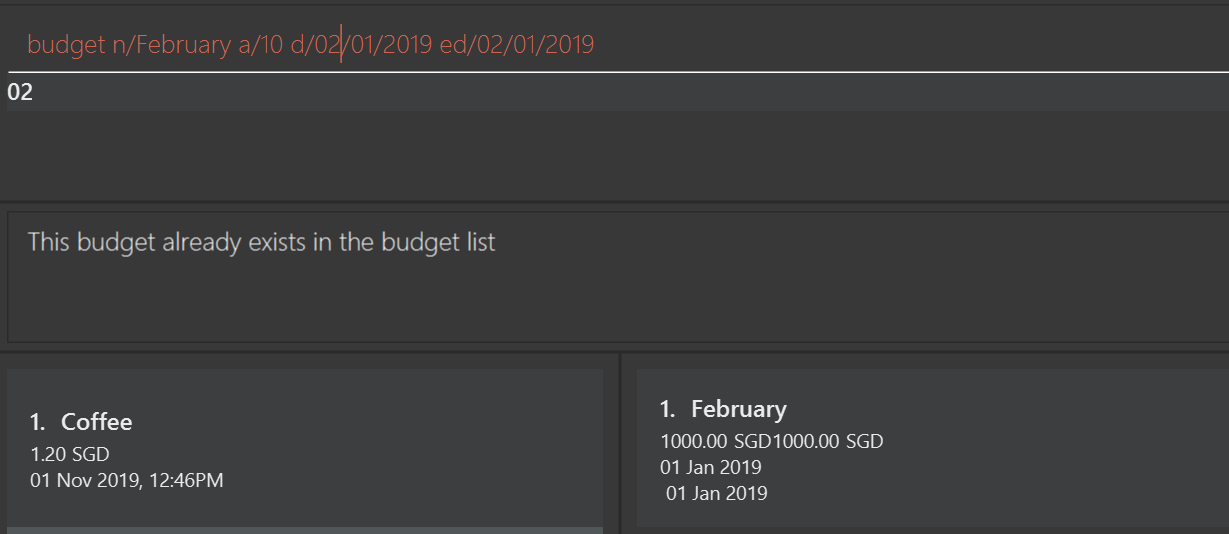 budget n/February a/10 d/02/01/2019 ed/02/01/2019
02
This budget already exists in the budget list
1. Coffee
1.20 SGD
01 Nov 2019, 12:46PM
1. February
1000.00 SGD1000.00 SGD
01 Jan 2019
01 Jan 2019